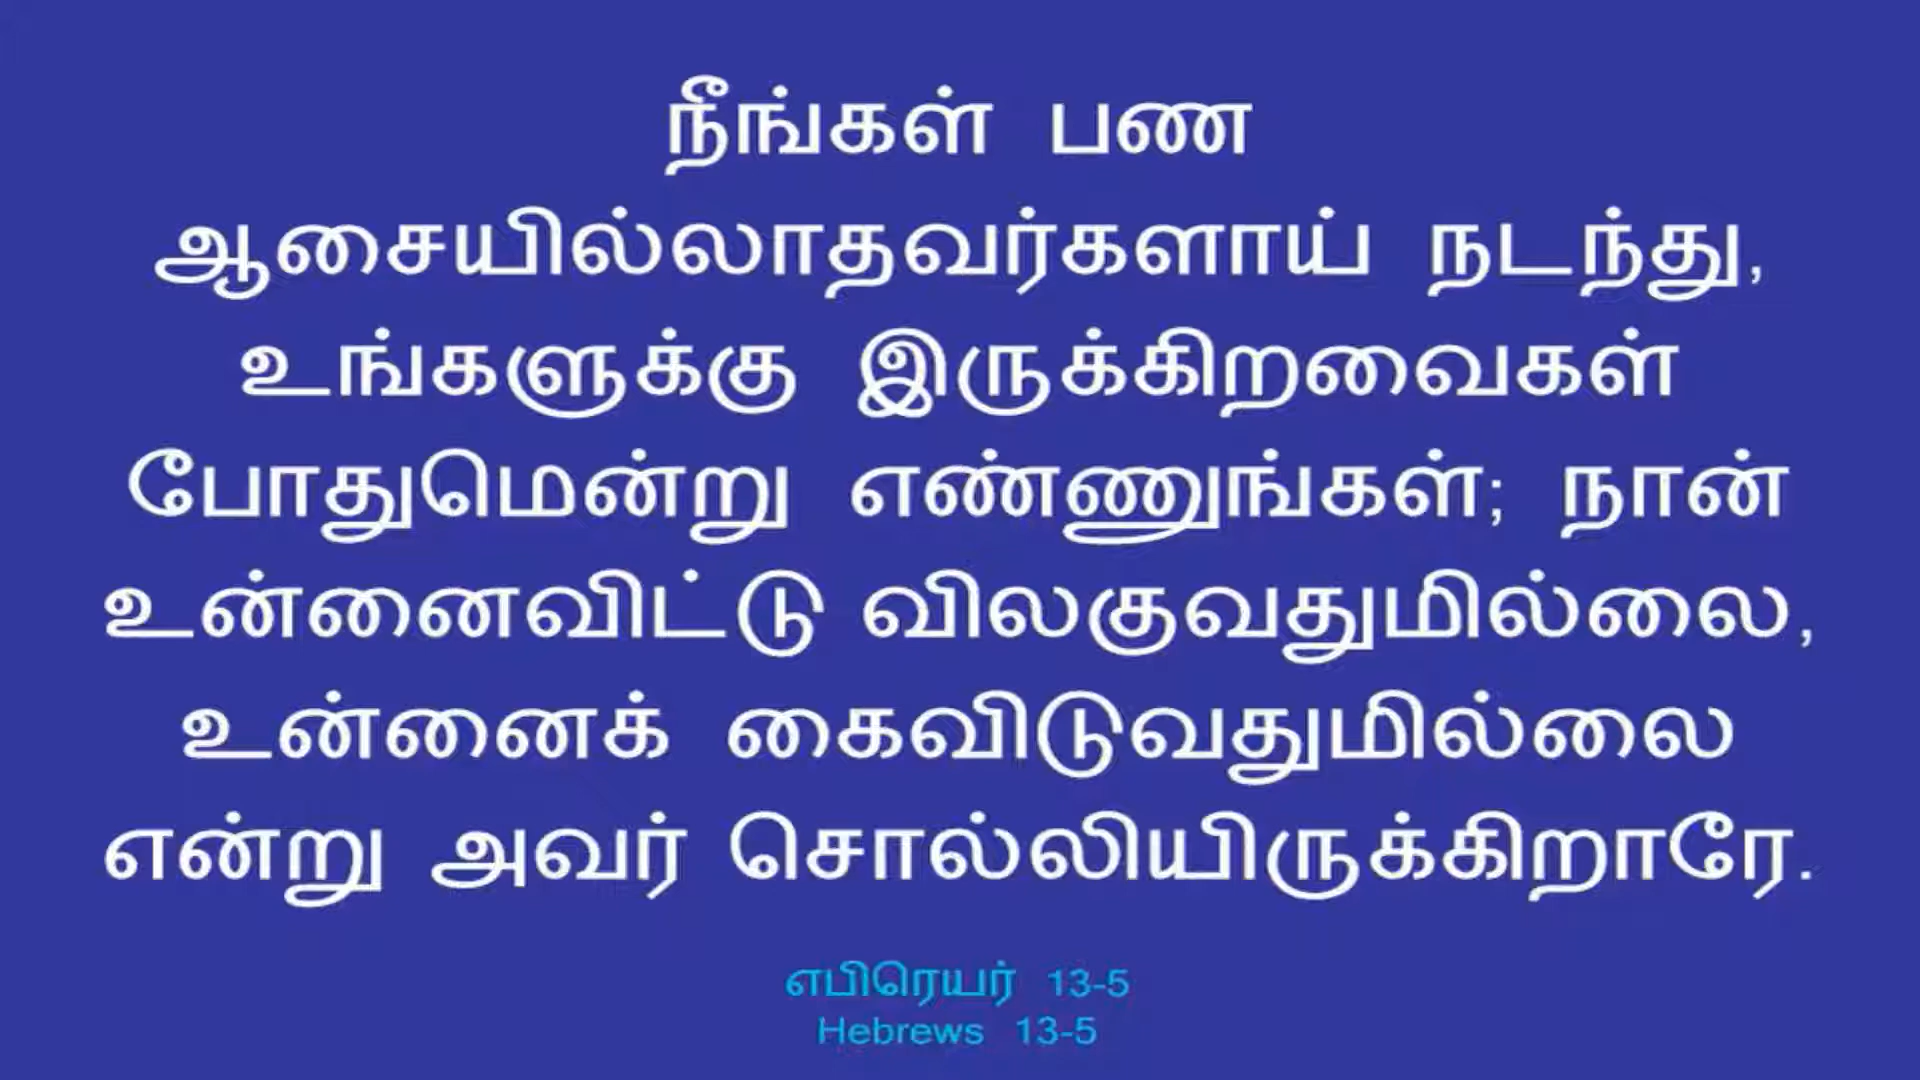 நீங்கள் பண
ஆசையில்லாதவர்களாய் நடந்து,
உங்களுக்கு இருக்கிறவைகள்
போதுமென்று எண்ணுங்கள்; நான்
உன்னைவிட்டு விலகுவதுமில்லை,
உன்னைக் கைவிடுவதுமில்லை
என்று அவர் சொல்லியிருக்கிறாரே.
எபிரெயர் 13-5
Hebrews 13-5